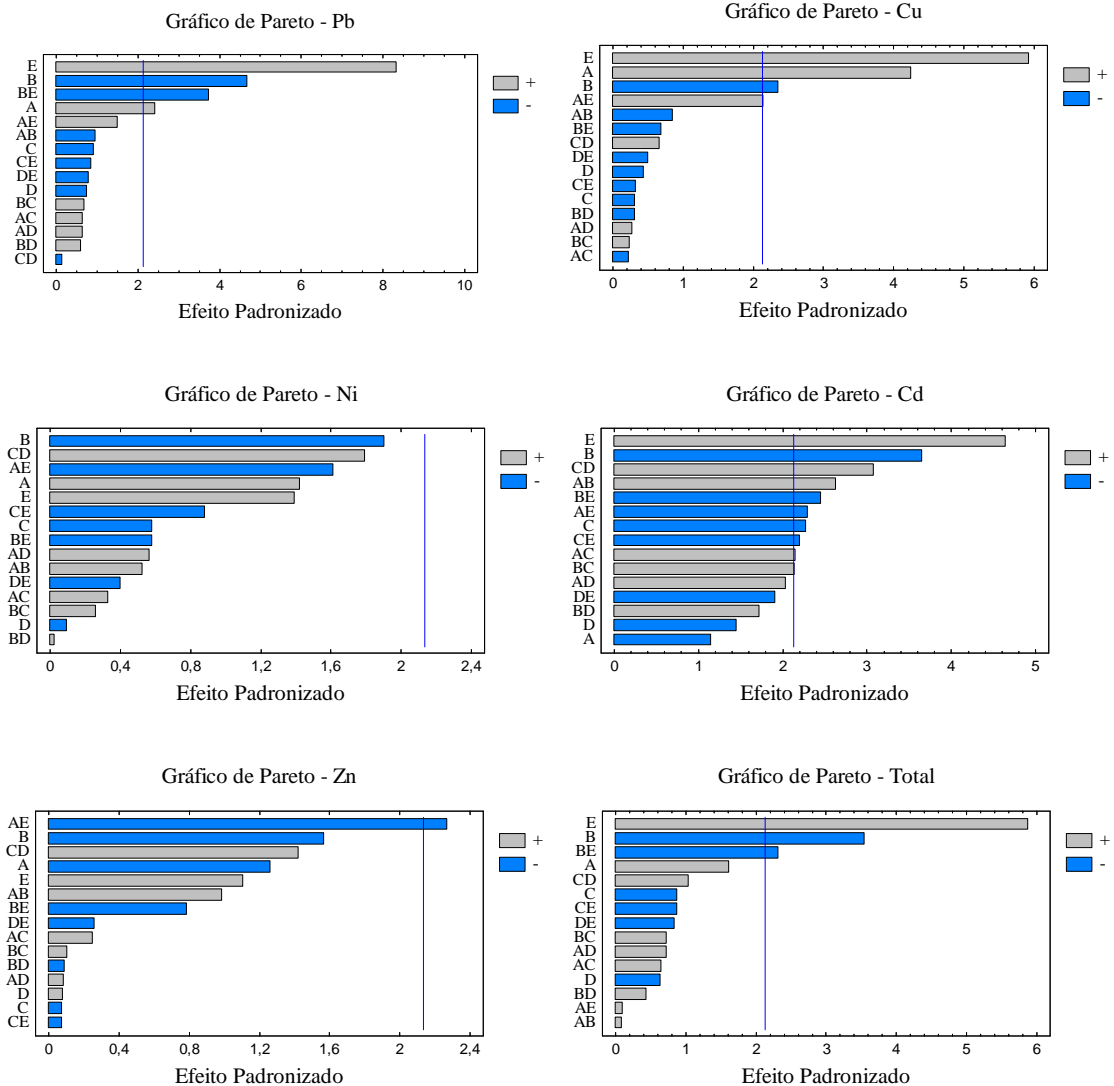 Gráfico de Pareto - Pb
E
B
BE
A
AE
AB
C
CE
DE
D
BC
AC
AD
BD
CD
0 2 4 6 8 10
Efeito Padronizado
+
-
Gráfico de Pareto - Cu
E
A
B
AE
AB
BE
CD
DE
D
CE
C
BD
AD
BC
AC
0 1 2 3 4 5 6
Efeito Padronizado
+
-
Gráfico de Pareto - Ni
B
CD
AE
A
E
CE
C
BE
AD
AB
DE
AC
BC
D
BD
0 0,4 0,8 1,2 1,6 2 2,4
Efeito Padronizado
+
-
Gráfico de Pareto - Cd
E
B
CD
AB
BE
AE
C
CE
AC
BC
AD
DE
BD
D
A
0 1 2 3 4 5
Efeito Padronizado
+
-
Gráfico de Pareto - Zn
AE
B
CD
A
E
AB
BE
DE
AC
BC
BD
AD
D
C
CE
0 0,4 0,8 1,2 1,6 2 2,4
Efeito Padronizado
+
-
Gráfico de Pareto - Total
E
B
BE
A
CD
C
CE
DE
BC
AD
AC
D
BD
AE
AB
0 1 2 3 4 5 6
Efeito Padronizado
+
-